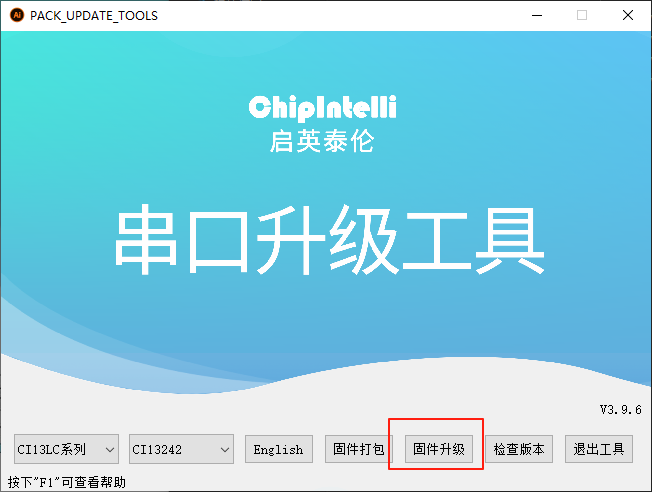 Ai PACK_UPDATE_TOOLS
ChipIntelli
启英泰伦
串口升级工具
V3.9.6
CI13LC系列 CI13242 English 固件打包 固件升级 检查版本 退出工具
按下"F1"可查看帮助